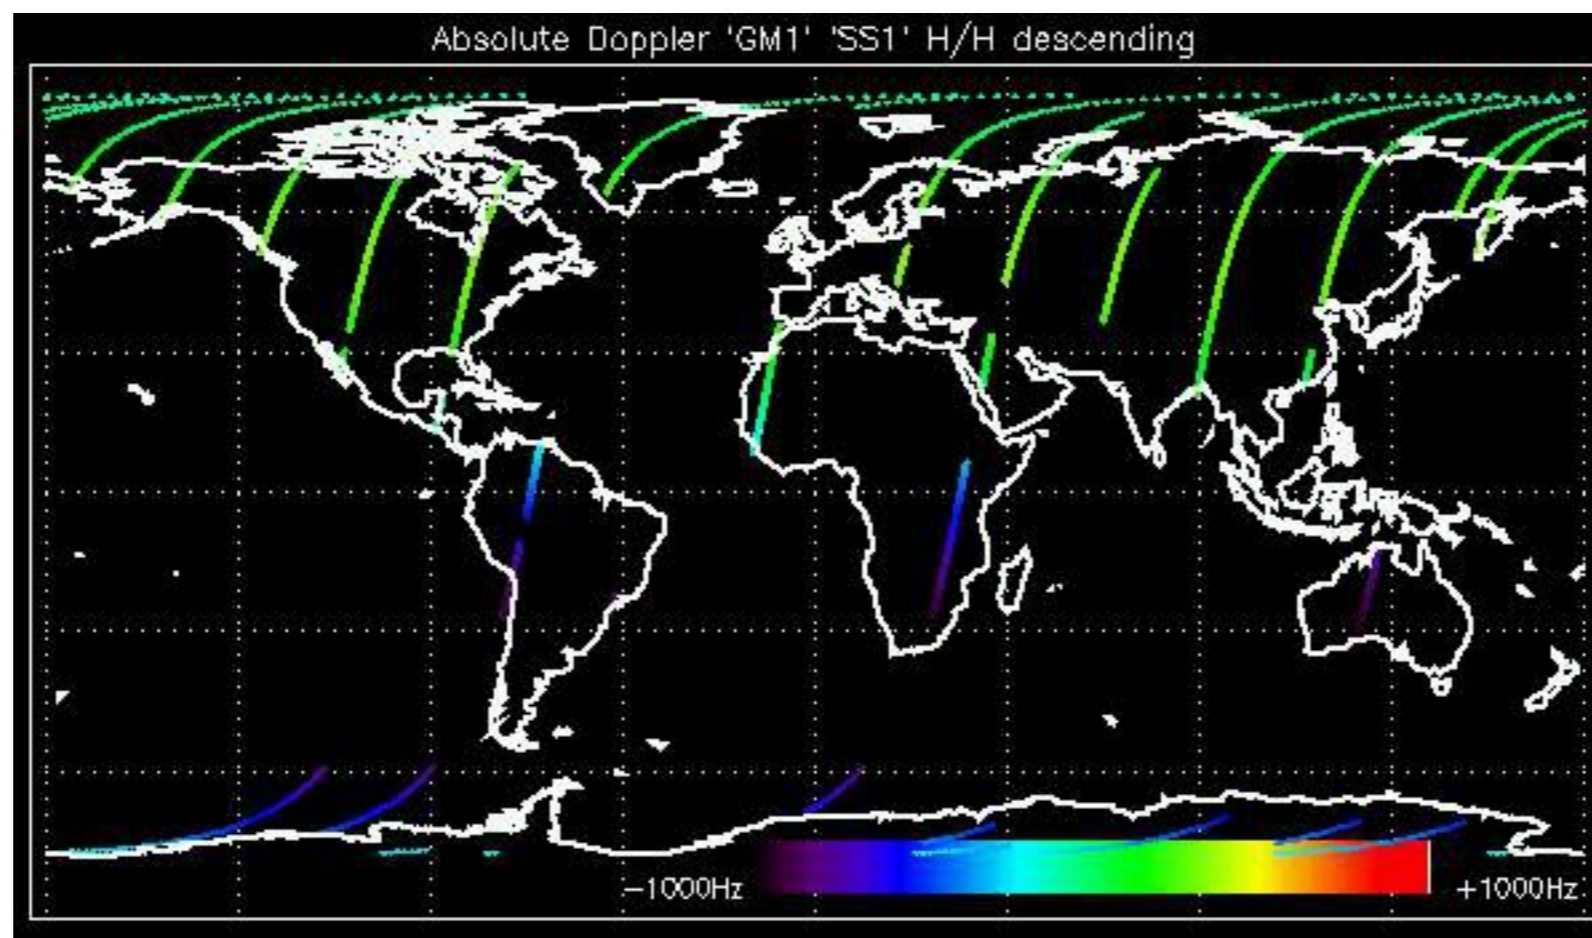 Absolute Doppler 'GM1' 'SS1' H/H descending
−1000Hz
+1000Hz